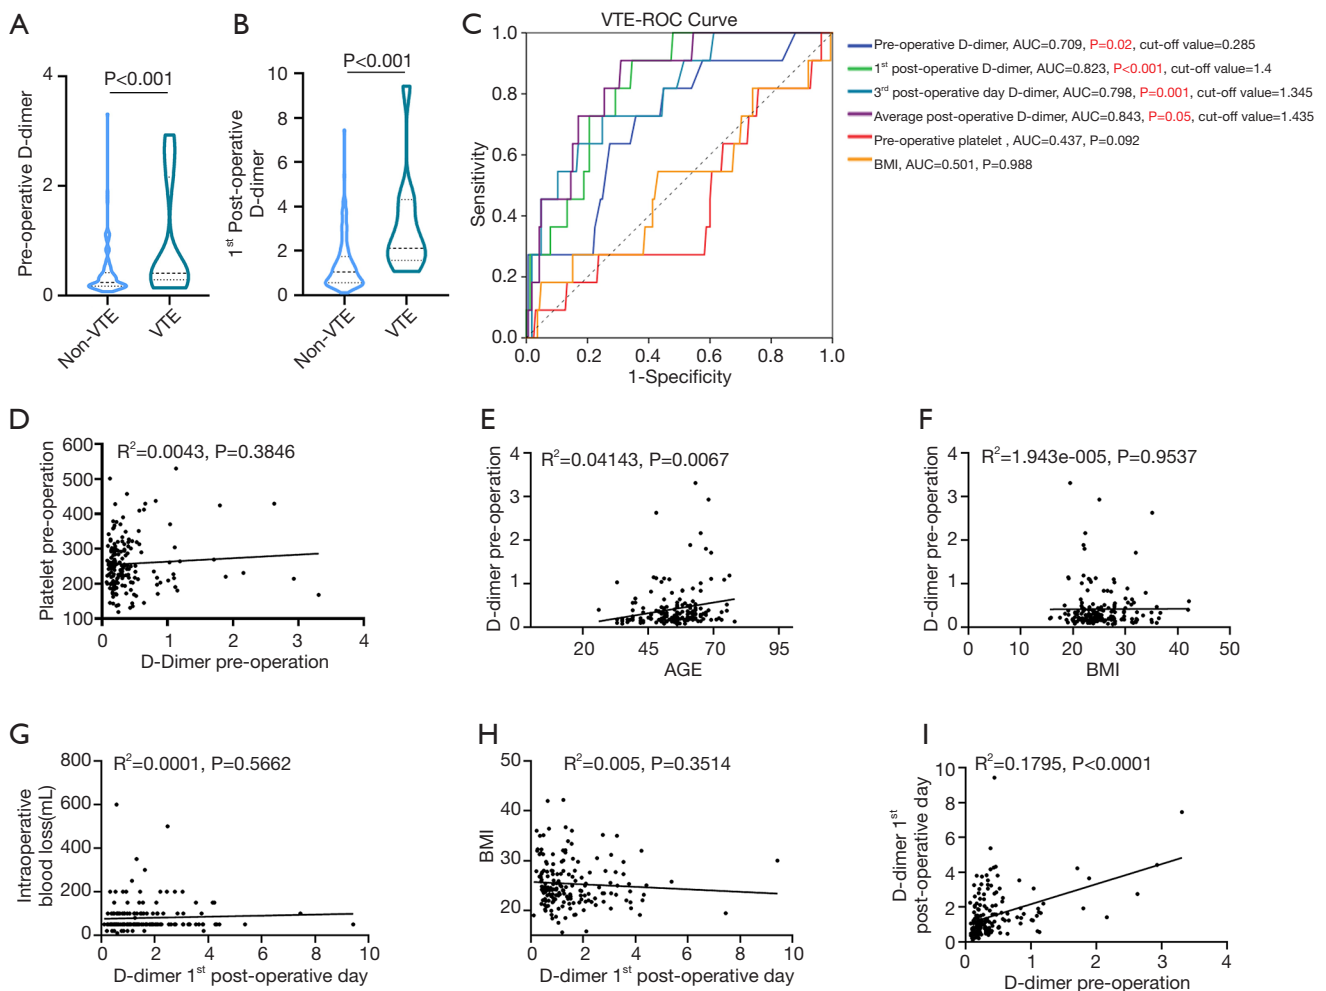 A
Pre-operative D-dimer
4
2
0
P<0.001
Non-VTE
VTE
B
1st Post-operative
D-dimer
10
8
6
4
2
0
P<0.001
Non-VTE
VTE
C
VTE-ROC Curve
Sensitivity
1.0
0.8
0.6
0.4
0.2
0.0
0.0 0.2 0.4 0.6 0.8 1.0
1-Specificity
Pre-operative D-dimer, AUC=0.709, P=0.02, cut-off value=0.285
1st post-operative D-dimer, AUC=0.823, P<0.001, cut-off value=1.4
3rd post-operative day D-dimer, AUC=0.798, P=0.001, cut-off value=1.345
Average post-operative D-dimer, AUC=0.843, P=0.05, cut-off value=1.435
Pre-operative platelet , AUC=0.437, P=0.092
BMI, AUC=0.501, P=0.988
D
R2=0.0043, P=0.3846
Platelet pre-operation
600
500
400
300
200
100
0 1 2 3 4
D-Dimer pre-operation
E
R2=0.04143, P=0.0067
D-dimer pre-operation
4
3
2
1
0
20 45 70 95
AGE
F
R2=1.943e-005, P=0.9537
D-dimer pre-operation
4
3
2
1
0
0 10 20 30 40 50
BMI
G
R2=0.0001, P=0.5662
Intraoperative
blood loss(mL)
800
600
400
200
0
0 2 4 6 8 10
D-dimer 1st post-operative day
H
R2=0.005, P=0.3514
BMI
50
40
30
20
0 2 4 6 8 10
D-dimer 1st post-operative day
I
R2=0.1795, P<0.0001
D-dimer 1st
post-operative day
10
8
6
4
2
0
0 1 2 3 4
D-dimer pre-operation